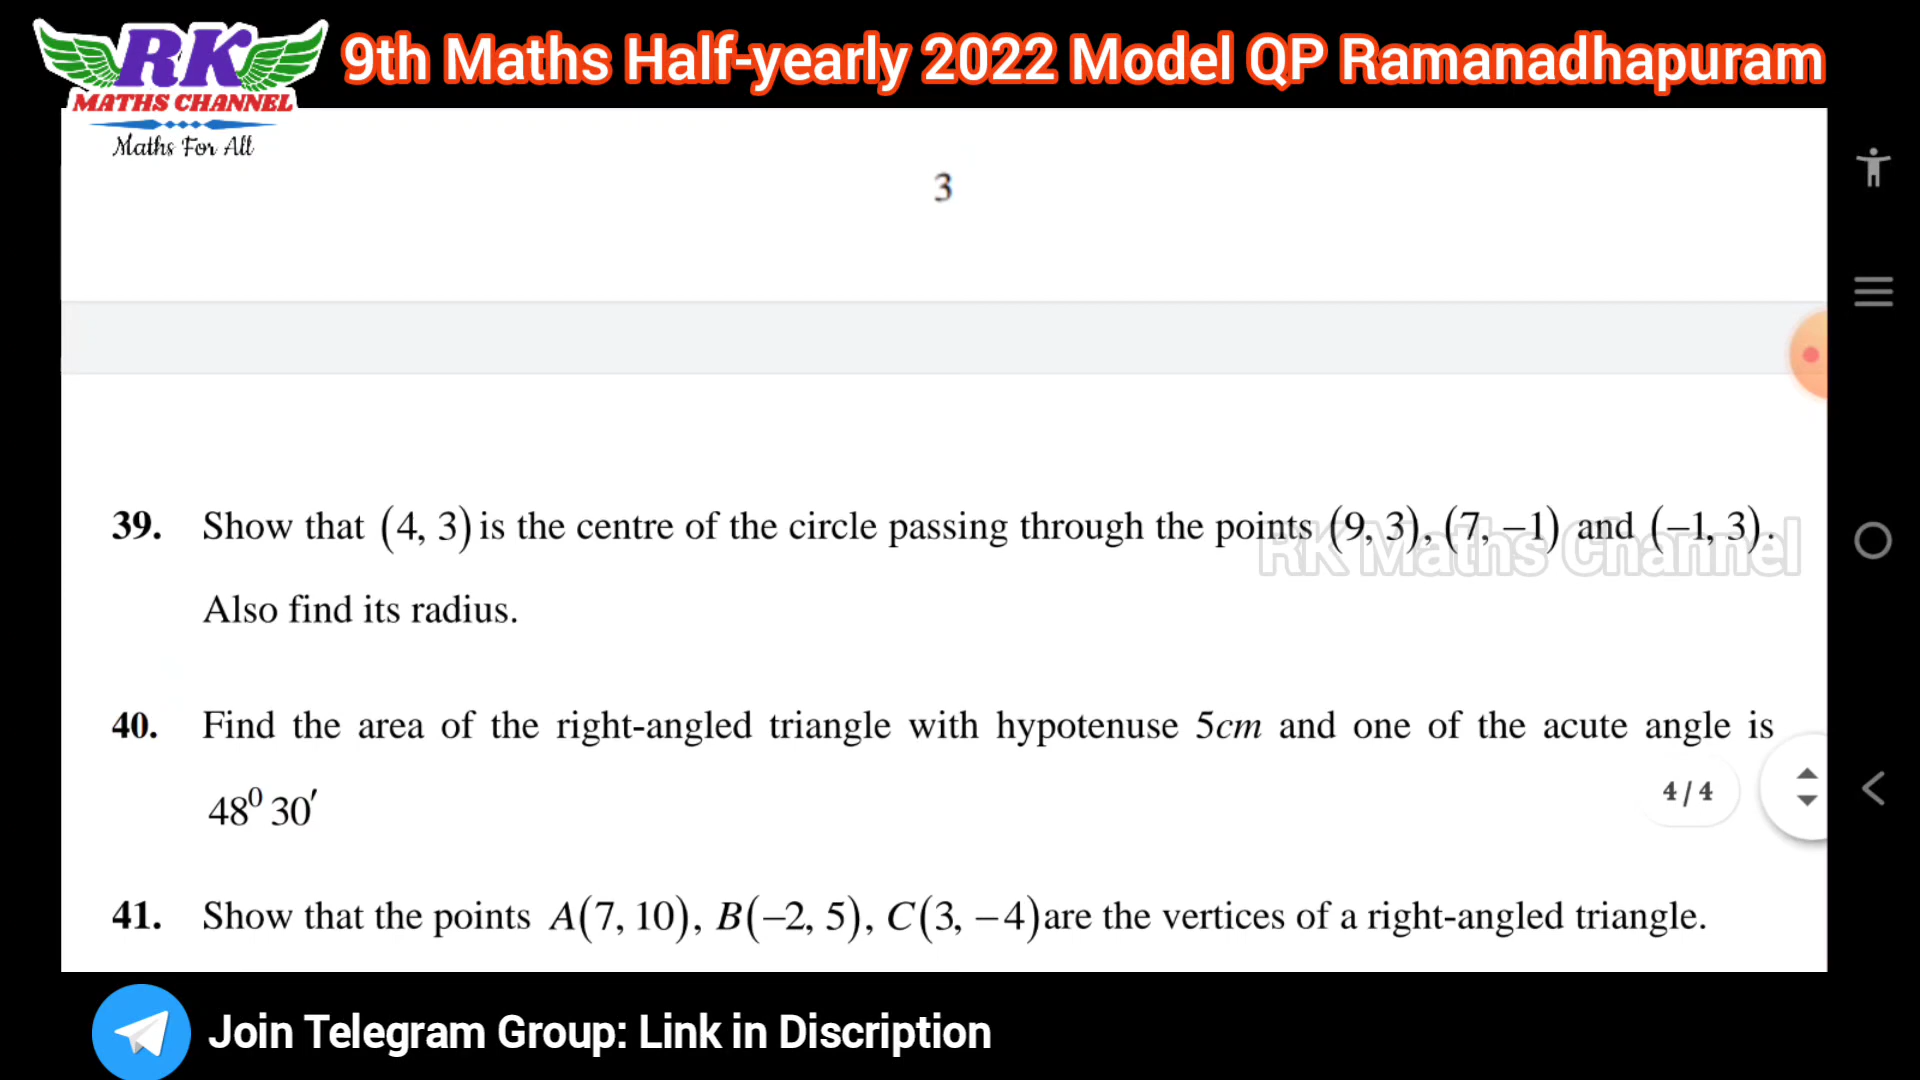 RK
MATHS CHANNEL
Maths For All
9th Maths Half-yearly 2022 Model QP Ramanadhapuram
3
39. Show that (4, 3) is the centre of the circle passing through the points (9, 3), (7, −1) and (−1, 3).
RK Maths Channel
Also find its radius.
40. Find the area of the right-angled triangle with hypotenuse 5cm and one of the acute angle is
48⁰ 30′
4 / 4
41. Show that the points A(7, 10), B(−2, 5), C(3, −4) are the vertices of a right-angled triangle.
Join Telegram Group: Link in Discription